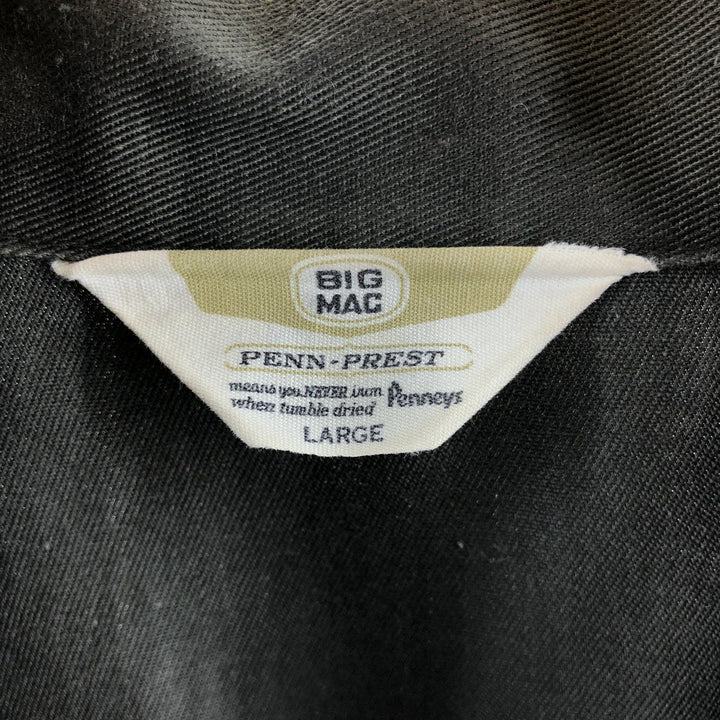 BIG
MAC
PENN-PREST
means you NEVER iron
when tumble dried
Penneys
LARGE